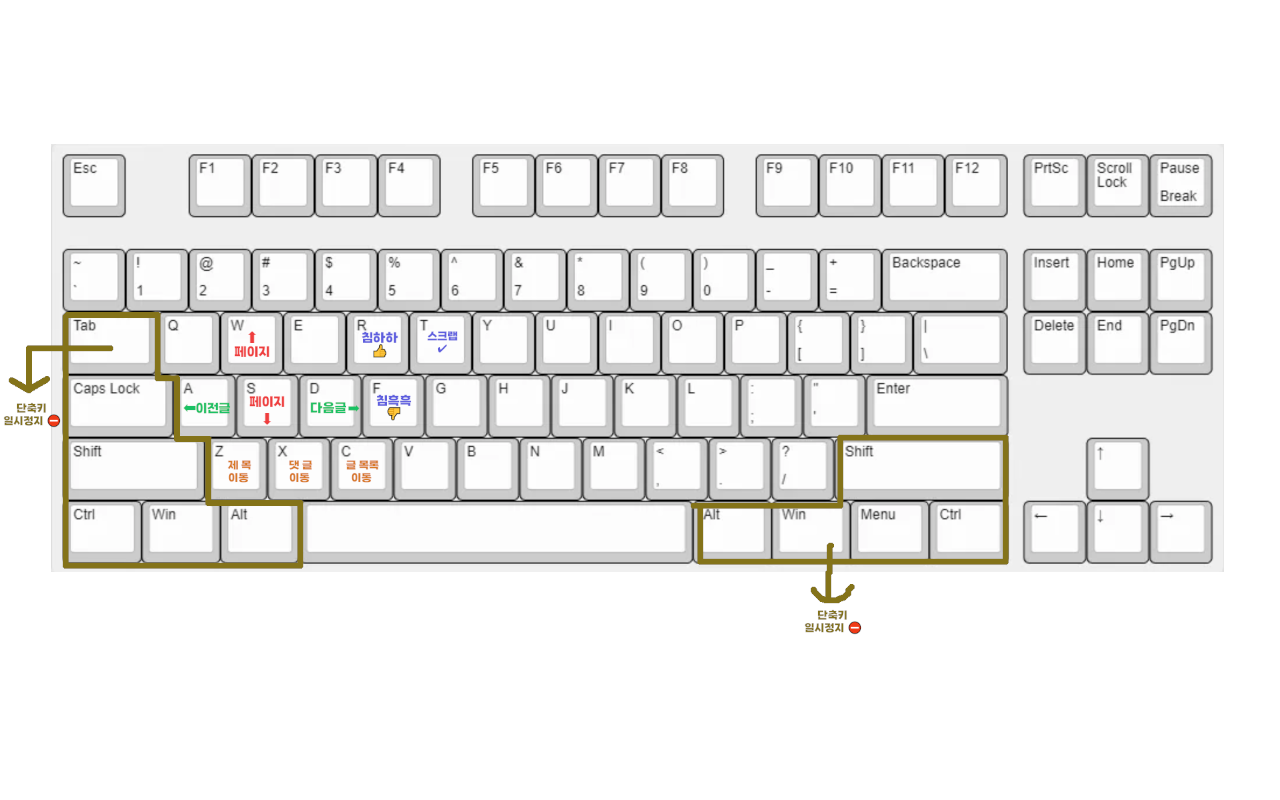 Esc F1 F2 F3 F4 F5 F6 F7 F8 F9 F10 F11 F12 PrtSc Scroll Pause
Lock
Break
~ ! @ # $ % ^ & * ( ) _ + Backspace Insert Home PgUp
` 1 2 3 4 5 6 7 8 9 0 - =
Tab Q W E R T Y U I O P { } | Delete End PgDn
⬆ 침하하 스크랩
페이지 👍 ✓ [ ] \
Caps Lock A S D F G H J K L : " Enter
⬅이전글 페이지 다음글➡ 침흑흑
⬇ 👎 ; '
단축키
일시정지 ⛔
Shift Z X C V B N M < > ? Shift ↑
제 목 댓 글 글 목록
이동 이동 이동 , . /
Ctrl Win Alt Alt Win Menu Ctrl ← ↓ →
단축키
일시정지 ⛔